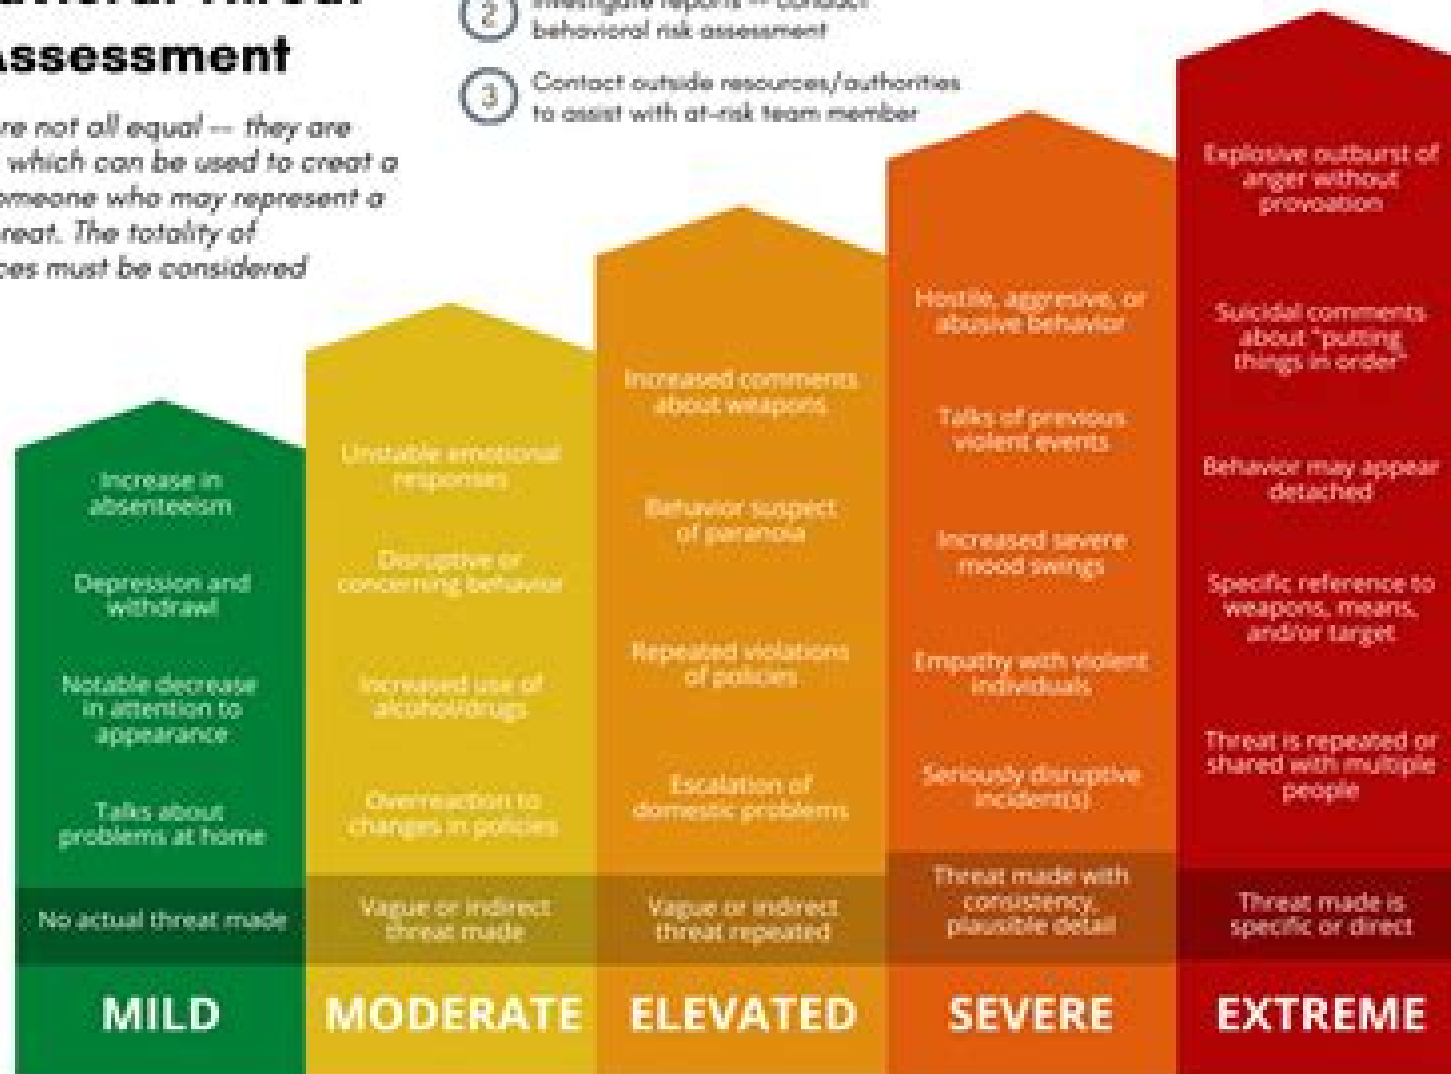 Assessment
re not all equal -- they are
which can be used to creat a
omeone who may represent a
reat. The totality of
ces must be considered
2
investigate reports -- conduct
behavioral risk assessment
3
Contact outside resources/authorities
to assist with at-risk team member
Increase in
absenteeism
Depression and
withdrawl
Notable decrease
in attention to
appearance
Talks about
problems at home
No actual threat made
MILD
Unstable emotional
responses
Disruptive or
concerning behavior
Increased use of
alcohol/drugs
Overreaction to
changes in policies
Vague or indirect
threat made
MODERATE
Increased comments
about weapons
Behavior suspect
of paranoia
Repeated violations
of policies
Escalation of
domestic problems
Vague or indirect
threat repeated
ELEVATED
Hostile, aggresive, or
abusive behavior
Talks of previous
violent events
Increased severe
mood swings
Empathy with violent
individuals
Seriously disruptive
incident(s)
Threat made with
consistency,
plausible detail
SEVERE
Explosive outburst of
anger without
provoation
Suicidal comments
about "putting
things in order"
Behavior may appear
detached
Specific reference to
weapons, means,
and/or target
Threat is repeated or
shared with multiple
people
Threat made is
specific or direct
EXTREME